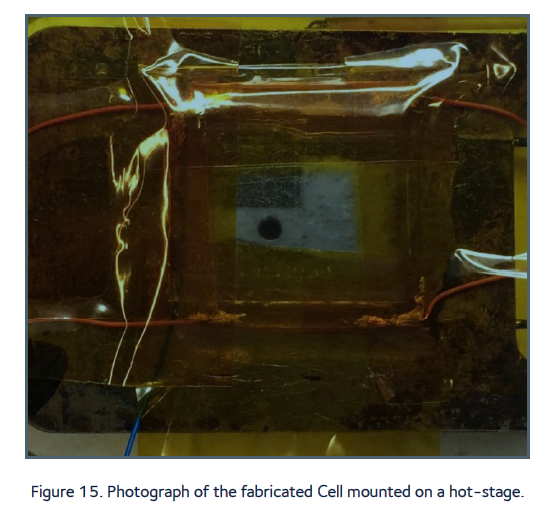 Figure 15. Photograph of the fabricated Cell mounted on a hot-stage.